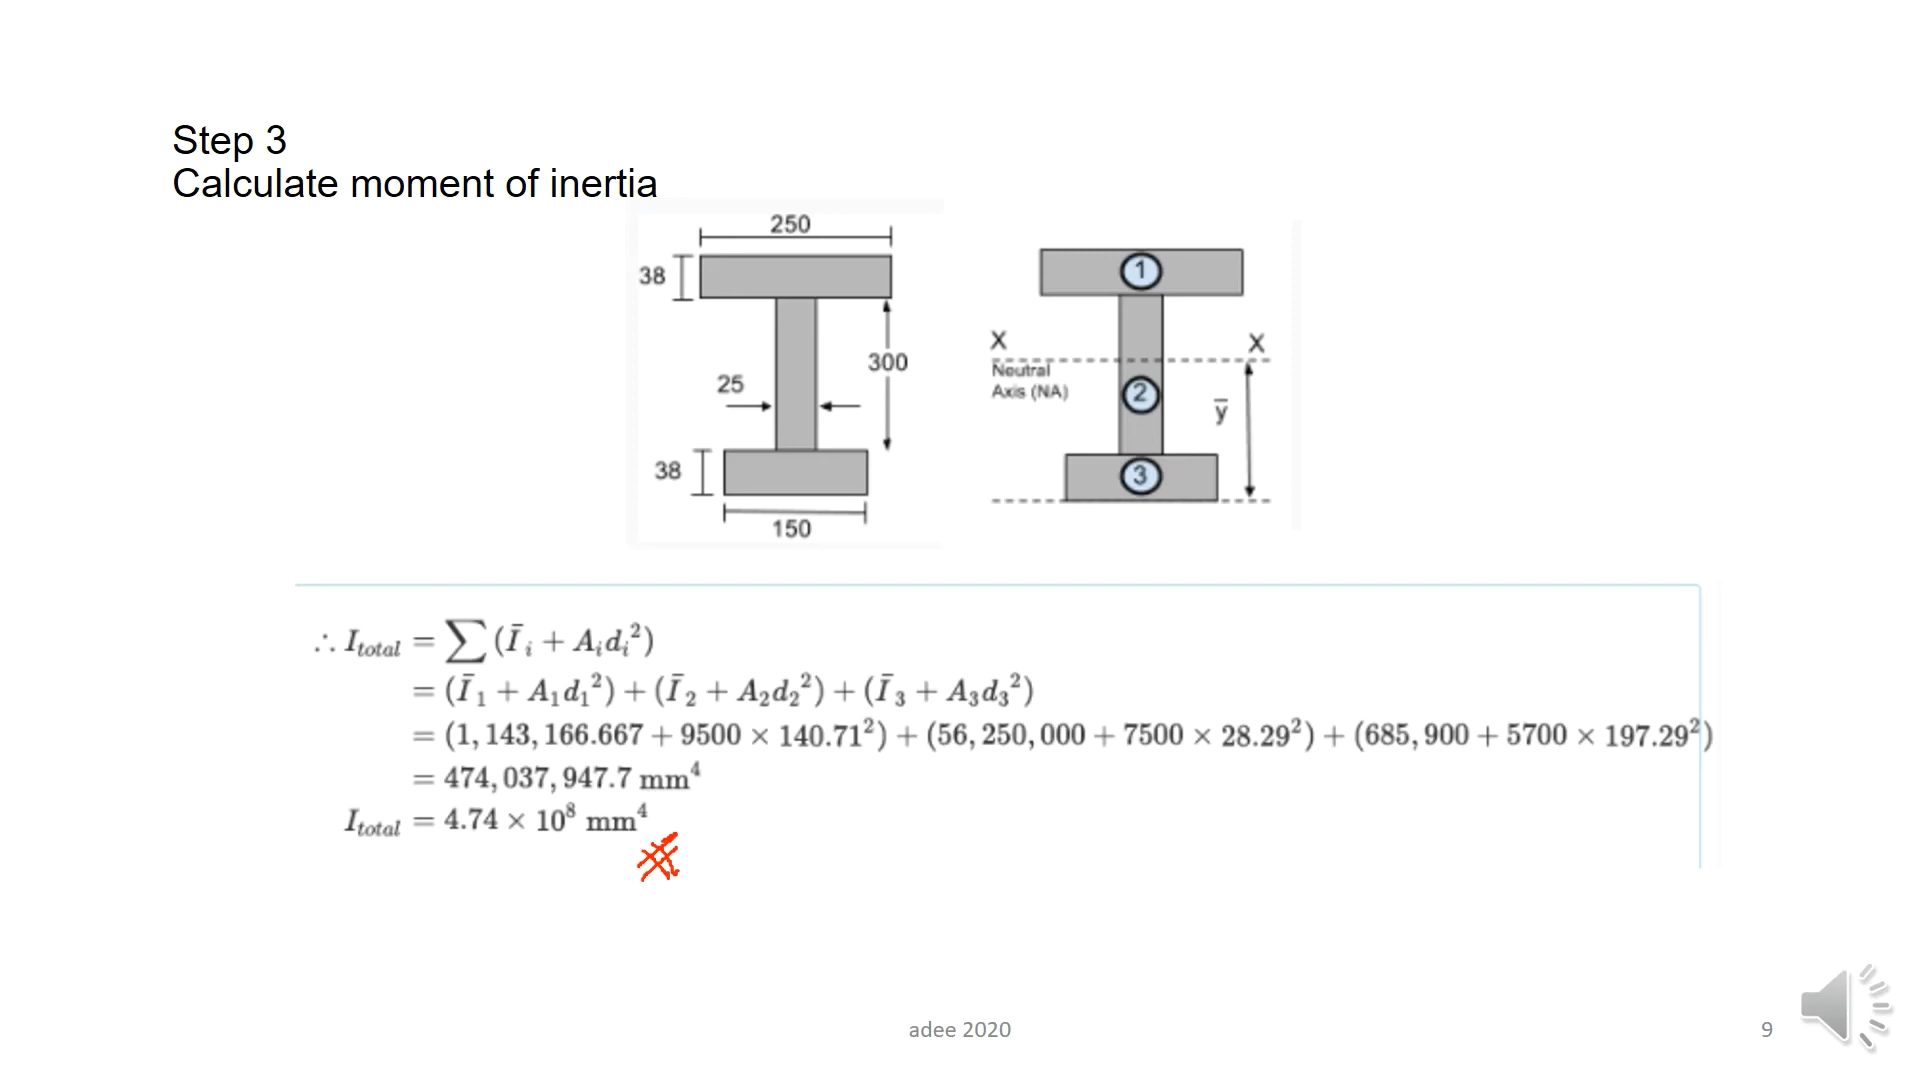 Step 3
Calculate moment of inertia
250
38
300
25
38
150
1
X
X
Neutral
Axis (NA)
2
ȳ
3
∴ I_total = ∑ (Ī_i + A_i d_i²)
= (Ī₁ + A₁d₁²) + (Ī₂ + A₂d₂²) + (Ī₃ + A₃d₃²)
= (1,143,166.667 + 9500 × 140.71²) + (56,250,000 + 7500 × 28.29²) + (685,900 + 5700 × 197.29²)
= 474,037,947.7 mm⁴
I_total = 4.74 × 10⁸ mm⁴
adee 2020
9